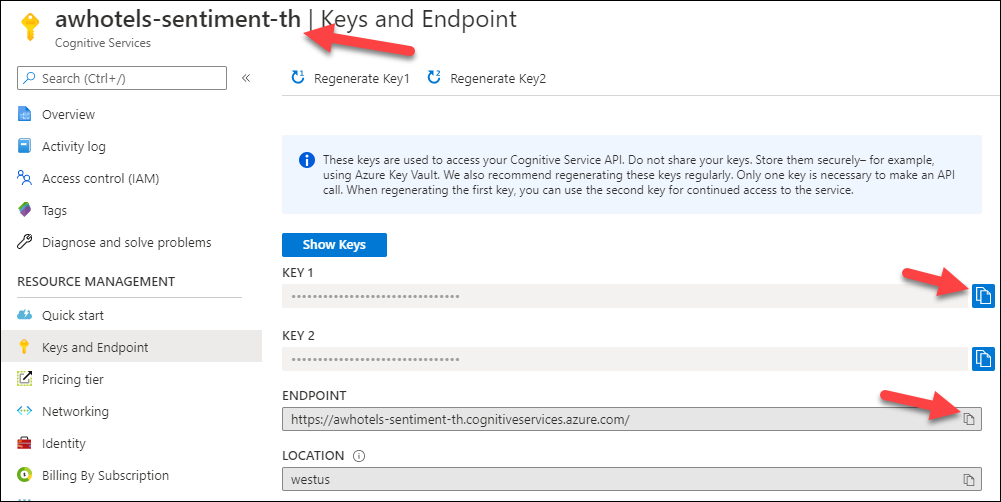 awhotels-sentiment-th | Keys and Endpoint
Cognitive Services
Search (Ctrl+/)
«
Regenerate Key1
Regenerate Key2
Overview
Activity log
Access control (IAM)
Tags
Diagnose and solve problems
RESOURCE MANAGEMENT
Quick start
Keys and Endpoint
Pricing tier
Networking
Identity
Billing By Subscription
These keys are used to access your Cognitive Service API. Do not share your keys. Store them securely– for example,
using Azure Key Vault. We also recommend regenerating these keys regularly. Only one key is necessary to make an API
call. When regenerating the first key, you can use the second key for continued access to the service.
Show Keys
KEY 1
••••••••••••••••••••••••••••••••
KEY 2
••••••••••••••••••••••••••••••••
ENDPOINT
https://awhotels-sentiment-th.cognitiveservices.azure.com/
LOCATION
westus